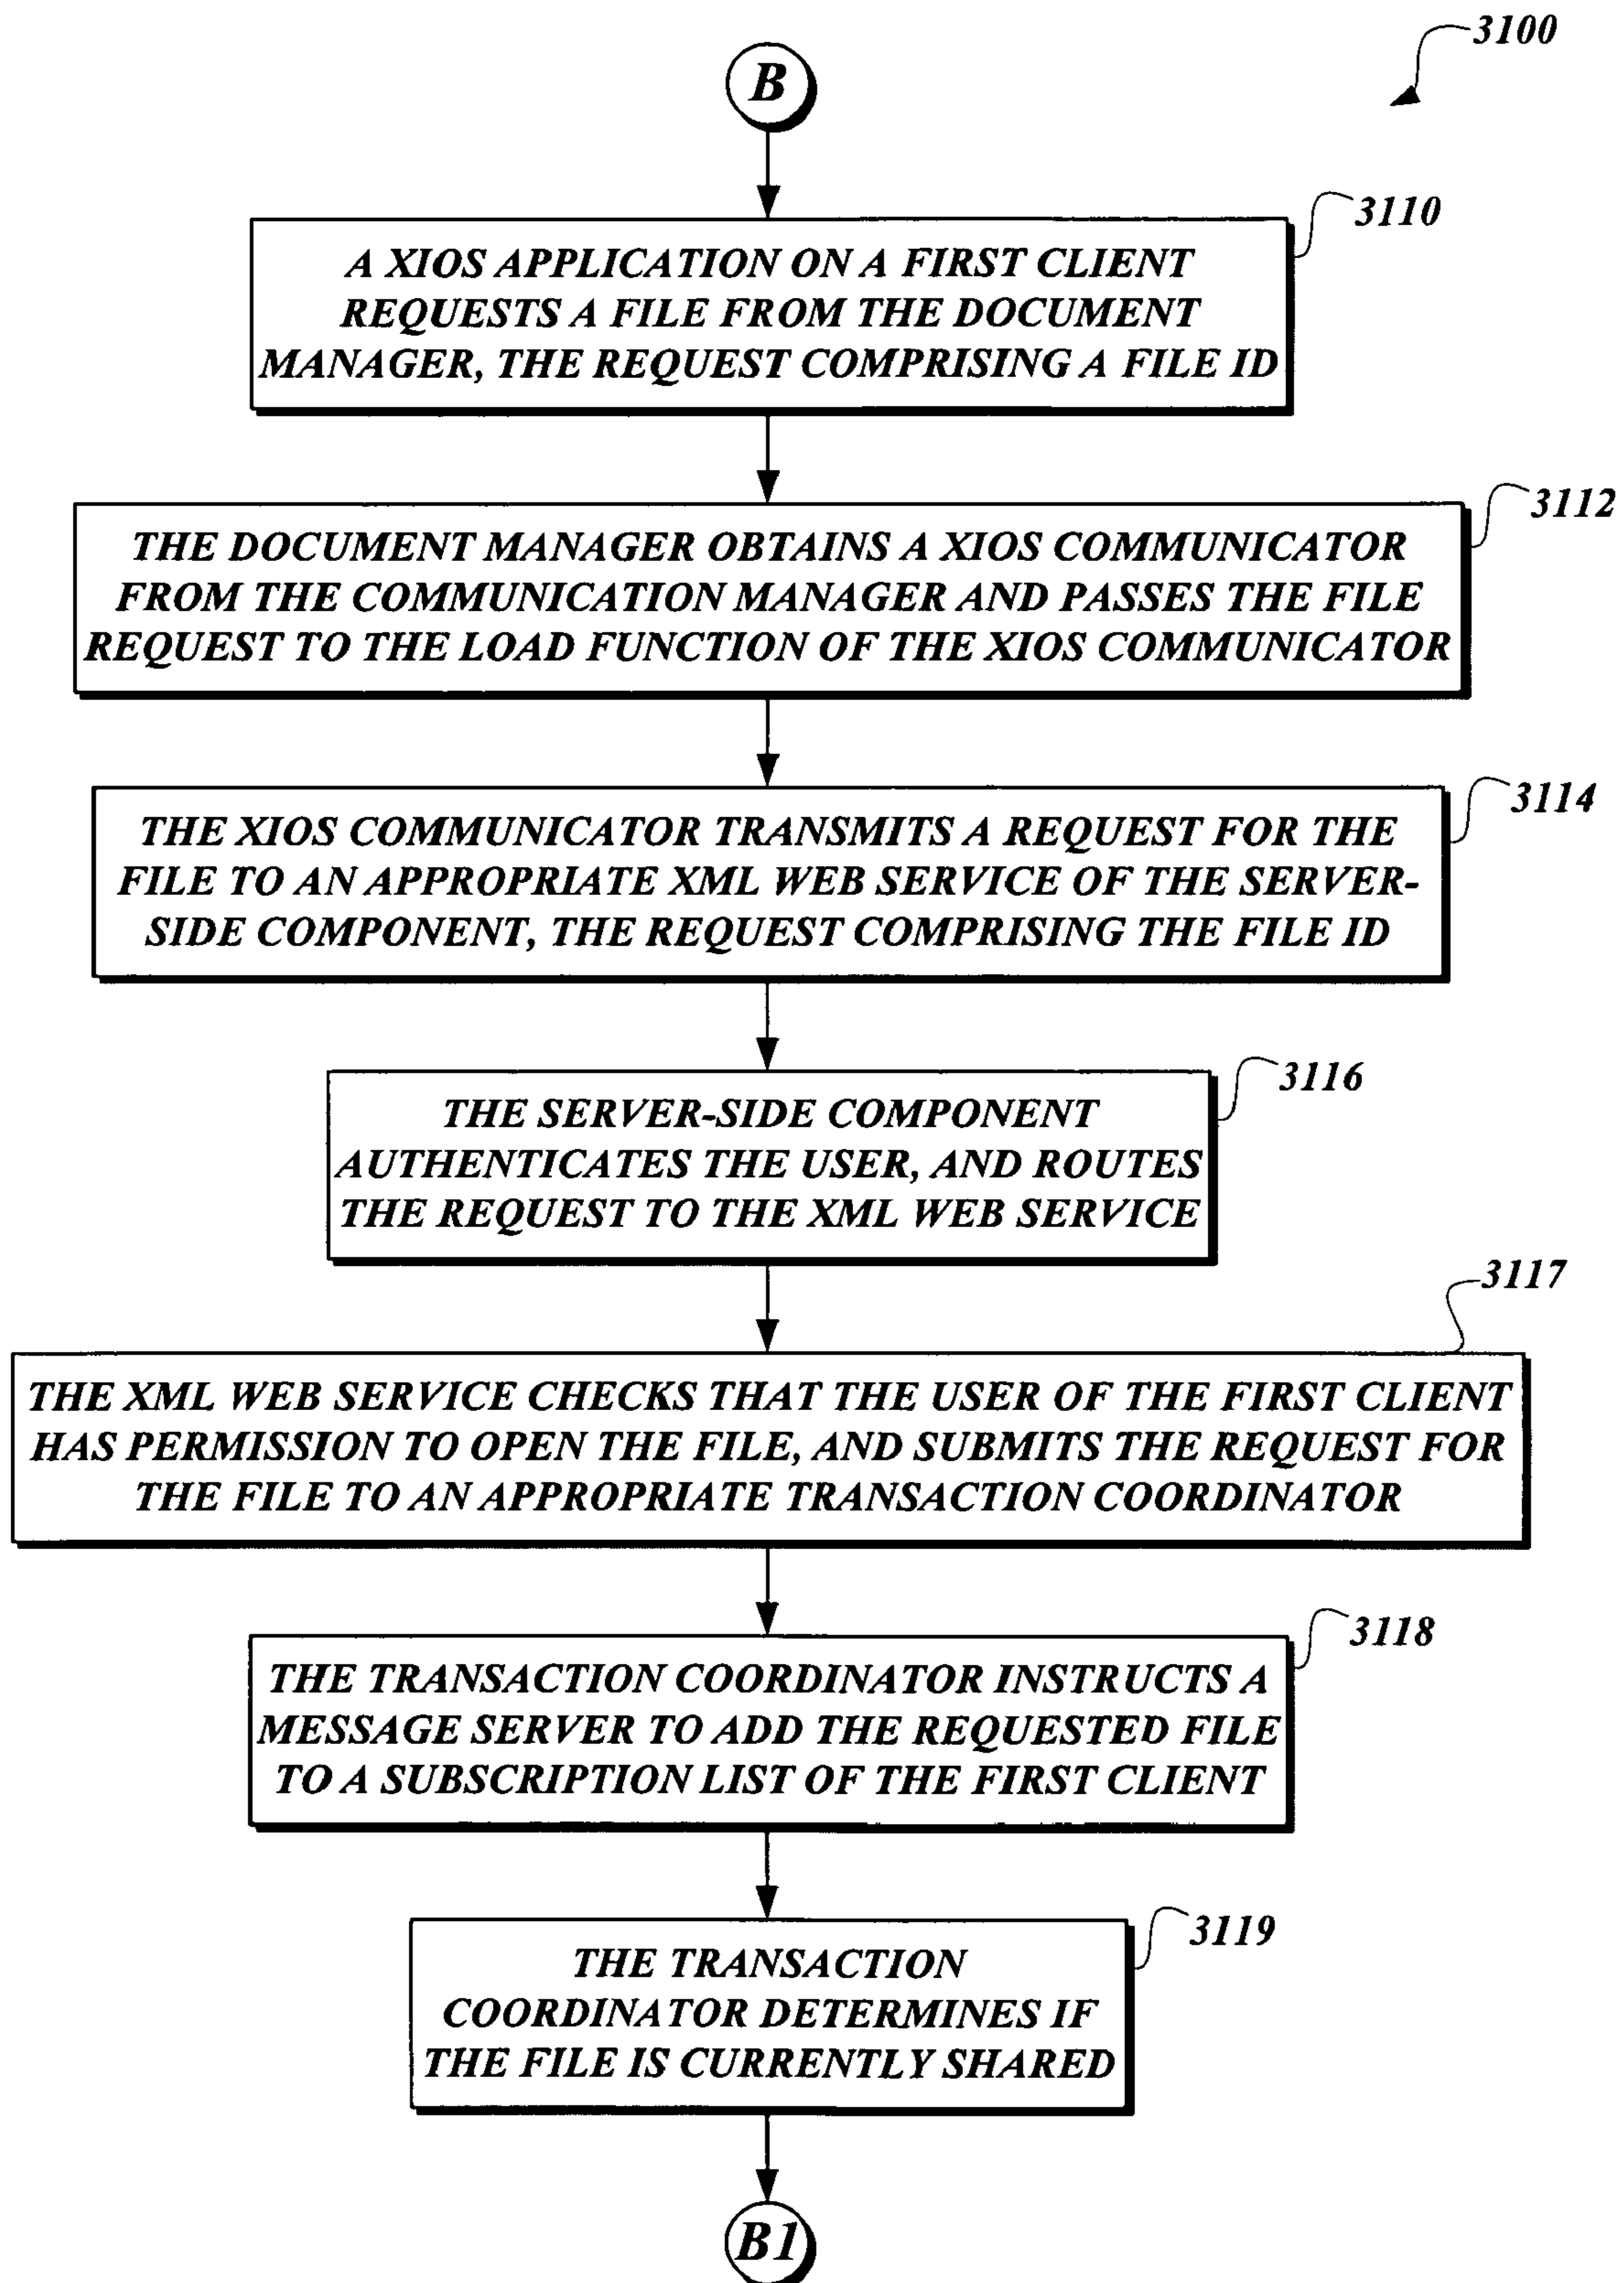 3100
B
3110
A XIOS APPLICATION ON A FIRST CLIENT
REQUESTS A FILE FROM THE DOCUMENT
MANAGER, THE REQUEST COMPRISING A FILE ID
3112
THE DOCUMENT MANAGER OBTAINS A XIOS COMMUNICATOR
FROM THE COMMUNICATION MANAGER AND PASSES THE FILE
REQUEST TO THE LOAD FUNCTION OF THE XIOS COMMUNICATOR
3114
THE XIOS COMMUNICATOR TRANSMITS A REQUEST FOR THE
FILE TO AN APPROPRIATE XML WEB SERVICE OF THE SERVER-
SIDE COMPONENT, THE REQUEST COMPRISING THE FILE ID
3116
THE SERVER-SIDE COMPONENT
AUTHENTICATES THE USER, AND ROUTES
THE REQUEST TO THE XML WEB SERVICE
3117
THE XML WEB SERVICE CHECKS THAT THE USER OF THE FIRST CLIENT
HAS PERMISSION TO OPEN THE FILE, AND SUBMITS THE REQUEST FOR
THE FILE TO AN APPROPRIATE TRANSACTION COORDINATOR
3118
THE TRANSACTION COORDINATOR INSTRUCTS A
MESSAGE SERVER TO ADD THE REQUESTED FILE
TO A SUBSCRIPTION LIST OF THE FIRST CLIENT
3119
THE TRANSACTION
COORDINATOR DETERMINES IF
THE FILE IS CURRENTLY SHARED
B1